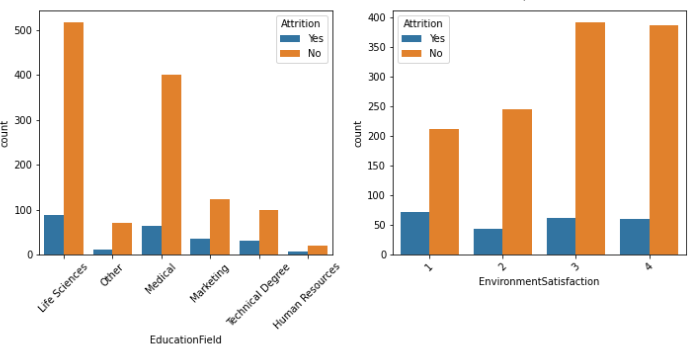 Attrition
Yes
No
500
400
300
200
100
0
count
Life Sciences
Other
Medical
Marketing
Technical Degree
Human Resources
EducationField
Attrition
Yes
No
400
350
300
250
200
150
100
50
0
count
1
2
3
4
EnvironmentSatisfaction